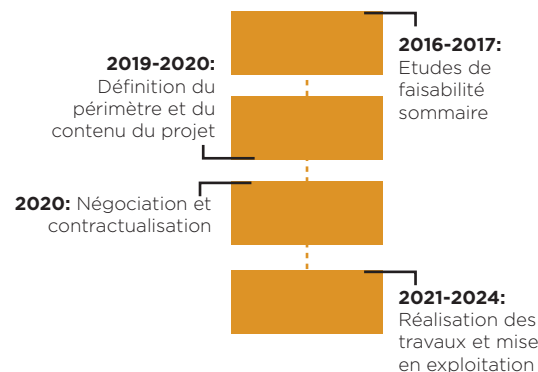 2016-2017:
Etudes de
faisabilité
sommaire
2019-2020:
Définition du
périmètre et du
contenu du projet
2020: Négociation et
contractualisation
2021-2024:
Réalisation des
travaux et mise
en exploitation